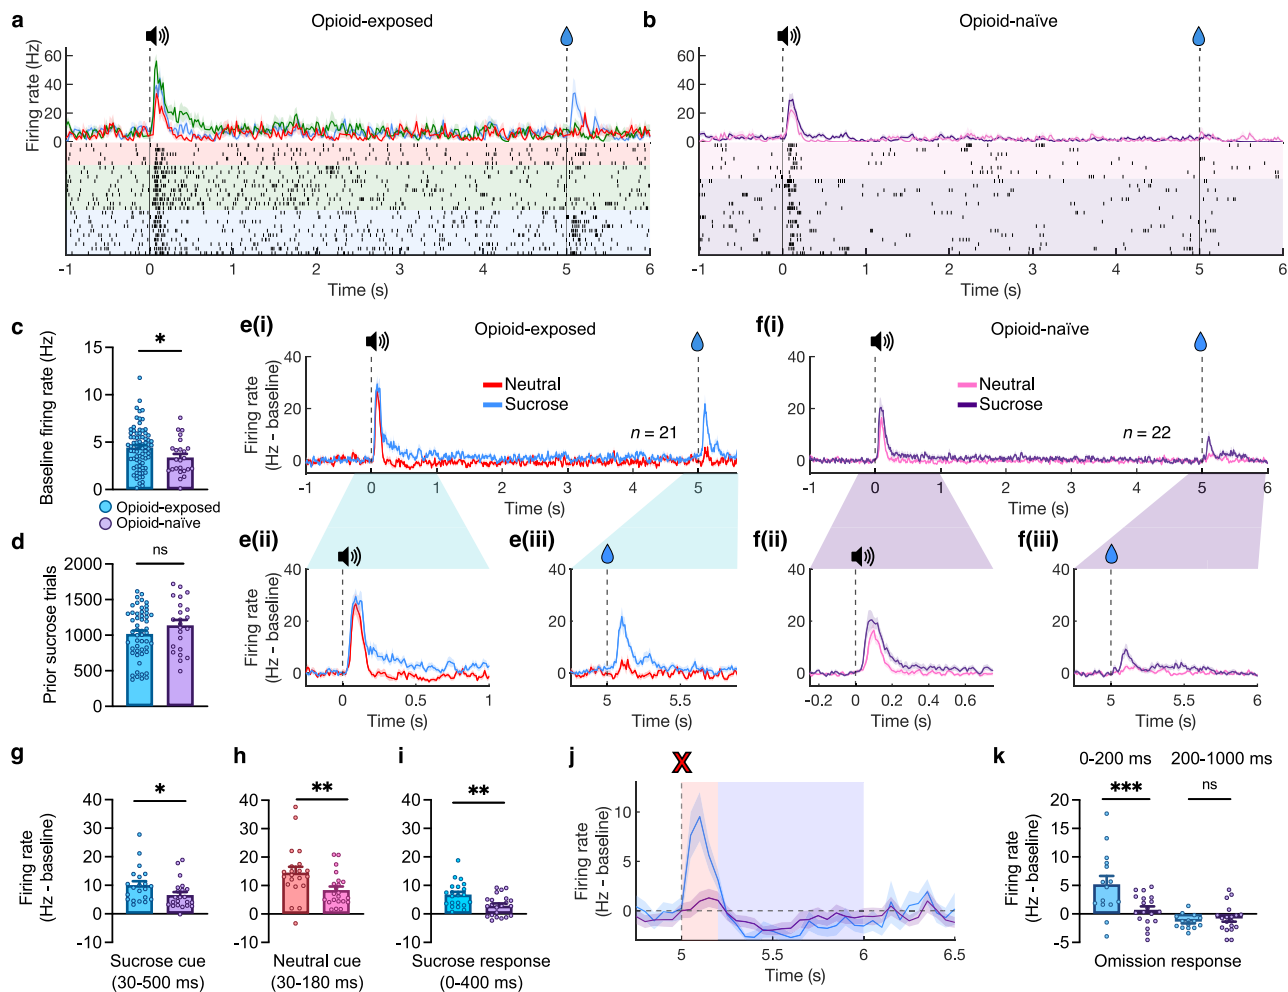 a
Opioid-exposed
Firing rate (Hz)
60
40
20
0
-1 0 1 2 3 4 5 6
Time (s)
b
Opioid-naïve
60
40
20
0
-1 0 1 2 3 4 5 6
Time (s)
c
Baseline firing rate (Hz)
15
10
5
0
*
Opioid-exposed
Opioid-naïve
d
Prior sucrose trials
2000
1500
1000
500
0
ns
e(i)
Opioid-exposed
Firing rate
(Hz - baseline)
40
20
0
Neutral
Sucrose
n = 21
-1 0 1 2 3 4 5
Time (s)
f(i)
Opioid-naïve
40
20
0
Neutral
Sucrose
n = 22
-1 0 1 2 3 4 5 6
Time (s)
e(ii)
Firing rate
(Hz - baseline)
40
20
0
0 1
Time (s)
e(iii)
40
20
0
5 5.5
Time (s)
f(ii)
40
20
0
-0.2 0 0.2 0.4 0.6
Time (s)
f(iii)
40
20
0
5 5.5 6
Time (s)
g
Firing rate
(Hz - baseline)
40
30
20
10
0
-10
*
Sucrose cue
(30-500 ms)
h
40
30
20
10
0
-10
**
Neutral cue
(30-180 ms)
i
40
30
20
10
0
-10
**
Sucrose response
(0-400 ms)
j
X
Firing rate
(Hz - baseline)
10
5
0
5 5.5 6 6.5
Time (s)
k
0-200 ms 200-1000 ms
Firing rate
(Hz - baseline)
20
15
10
5
0
-5
*** ns
Omission response